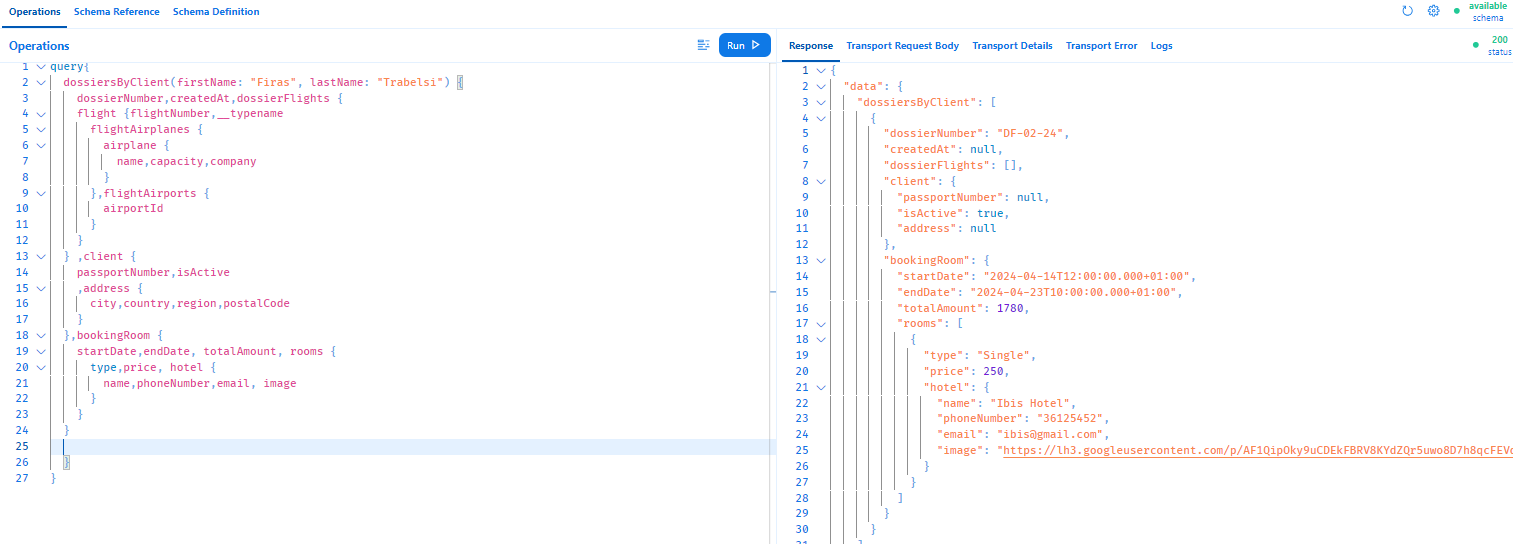 Operations Schema Reference Schema Definition
available
schema
Operations
Run
Response Transport Request Body Transport Details Transport Error Logs
200
status
1 query{
2 dossiersByClient(firstName: "Firas", lastName: "Trabelsi") {
3 dossierNumber,createdAt,dossierFlights {
4 flight {flightNumber,__typename
5 flightAirplanes {
6 airplane {
7 name,capacity,company
8 }
9 },flightAirports {
10 airportId
11 }
12 }
13 } ,client {
14 passportNumber,isActive
15 ,address {
16 city,country,region,postalCode
17 }
18 },bookingRoom {
19 startDate,endDate, totalAmount, rooms {
20 type,price, hotel {
21 name,phoneNumber,email, image
22 }
23 }
24 }
25
26 }
27 }
1 {
2 "data": {
3 "dossiersByClient": [
4 {
5 "dossierNumber": "DF-02-24",
6 "createdAt": null,
7 "dossierFlights": [],
8 "client": {
9 "passportNumber": null,
10 "isActive": true,
11 "address": null
12 },
13 "bookingRoom": {
14 "startDate": "2024-04-14T12:00:00.000+01:00",
15 "endDate": "2024-04-23T10:00:00.000+01:00",
16 "totalAmount": 1780,
17 "rooms": [
18 {
19 "type": "Single",
20 "price": 250,
21 "hotel": {
22 "name": "Ibis Hotel",
23 "phoneNumber": "36125452",
24 "email": "ibis@gmail.com",
25 "image": "https://lh3.googleusercontent.com/p/AF1QipOky9uCDEkFBRV8KYdZQr5uwo8D7h8qcFEV
26 }
27 }
28 ]
29 }
30 }
31 ]